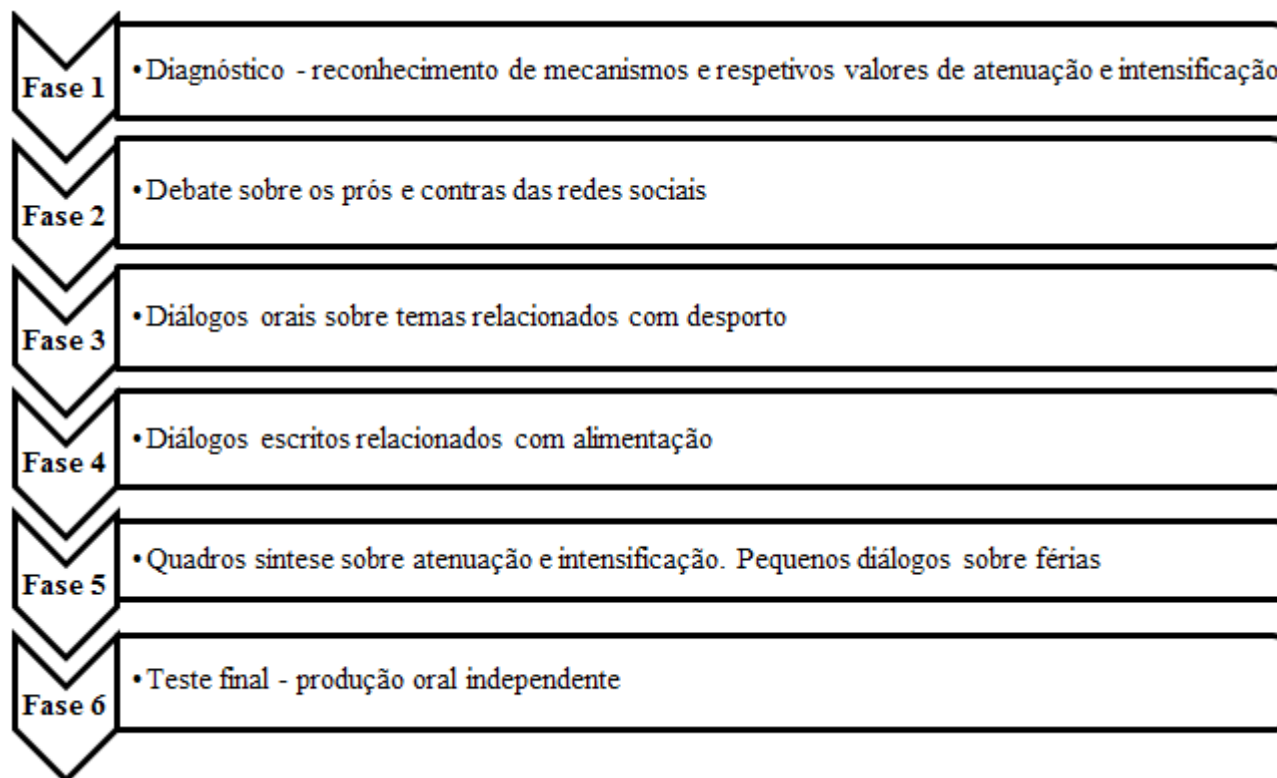 Fase 1
• Diagnóstico - reconhecimento de mecanismos e respetivos valores de atenuação e intensificação
Fase 2
• Debate sobre os prós e contras das redes sociais
Fase 3
• Diálogos orais sobre temas relacionados com desporto
Fase 4
• Diálogos escritos relacionados com alimentação
Fase 5
• Quadros síntese sobre atenuação e intensificação. Pequenos diálogos sobre férias
Fase 6
• Teste final - produção oral independente